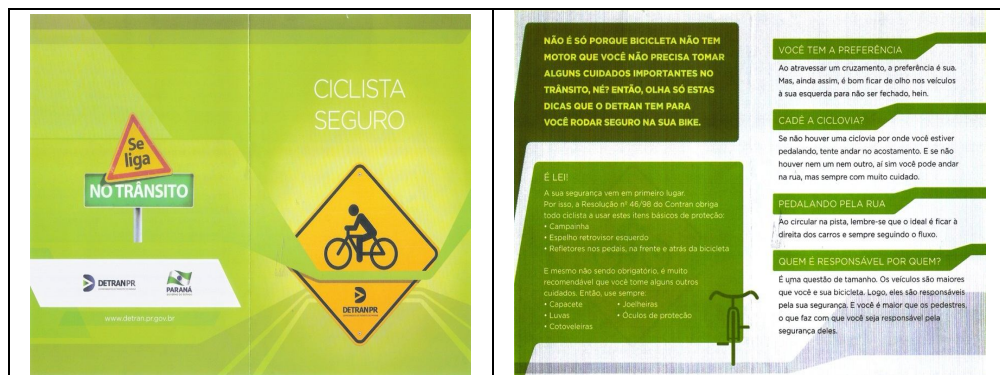 Se
liga
NO TRÂNSITO
DETRANPR
PARANÁ
www.detran.pr.gov.br
CICLISTA
SEGURO
DETRANPR
NÃO É SÓ PORQUE BICICLETA NÃO TEM
MOTOR QUE VOCÊ NÃO PRECISA TOMAR
ALGUNS CUIDADOS IMPORTANTES NO
TRÂNSITO, NÉ? ENTÃO, OLHA SÓ ESTAS
DICAS QUE O DETRAN TEM PARA
VOCÊ RODAR SEGURO NA SUA BIKE.
É LEI!
A sua segurança vem em primeiro lugar.
Por isso, a Resolução nº 46/98 do Contran obriga
todo ciclista a usar estes itens básicos de proteção:
• Campainha
• Espelho retrovisor esquerdo
• Refletores nos pedais, na frente e atrás da bicicleta
E mesmo não sendo obrigatório, é muito
recomendável que você tome alguns outros
cuidados. Então, use sempre:
• Capacete
• Luvas
• Cotoveleiras
• Joelheiras
• Óculos de proteção
VOCÊ TEM A PREFERÊNCIA
Ao atravessar um cruzamento, a preferência é sua.
Mas, ainda assim, é bom ficar de olho nos veículos
à sua esquerda para não ser fechado, hein.
CADÊ A CICLOVIA?
Se não houver uma ciclovia por onde você estiver
pedalando, tente andar no acostamento. E se não
houver nem um nem outro, aí sim você pode andar
na rua, mas sempre com muito cuidado.
PEDALANDO PELA RUA
Ao circular na pista, lembre-se que o ideal é ficar à
direita dos carros e sempre seguindo o fluxo.
QUEM É RESPONSÁVEL POR QUEM?
É uma questão de tamanho. Os veículos são maiores
que você e sua bicicleta. Logo, eles são responsáveis
pela sua segurança. E você é maior que os pedestres,
o que faz com que você seja responsável pela
segurança deles.